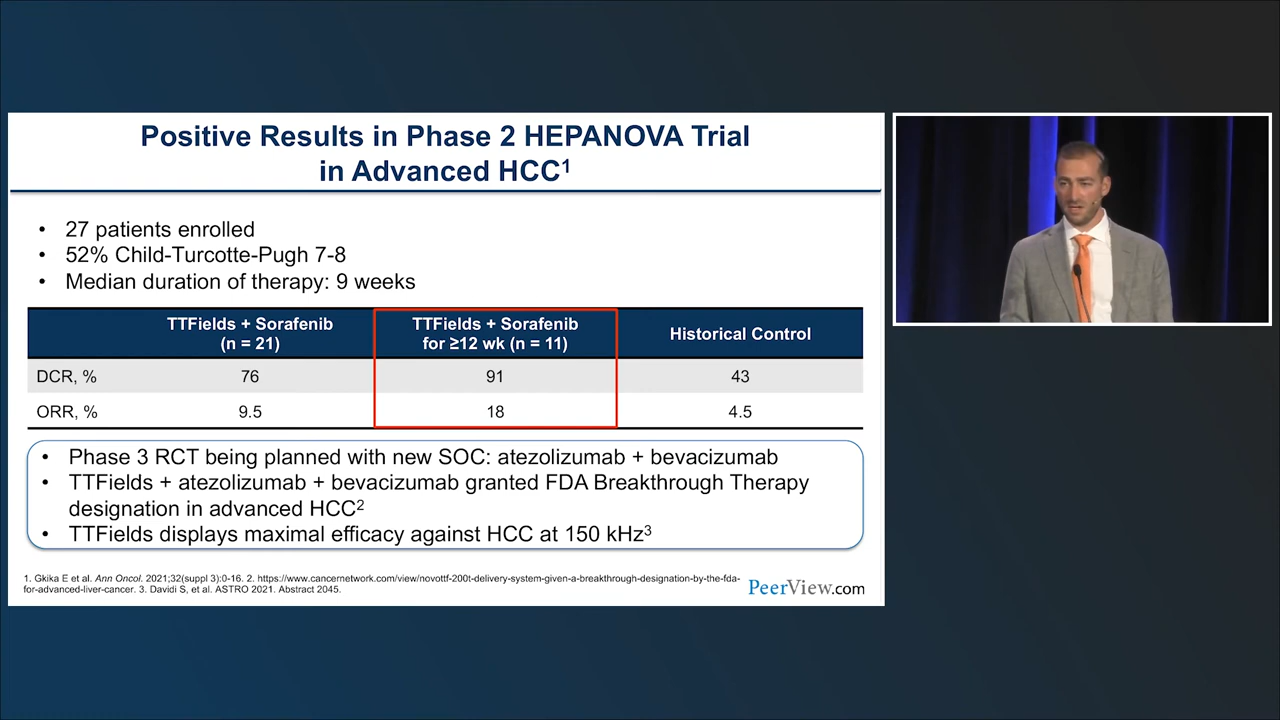 Positive Results in Phase 2 HEPANOVA Trial
in Advanced HCC¹
• 27 patients enrolled
• 52% Child-Turcotte-Pugh 7-8
• Median duration of therapy: 9 weeks
TTFields + Sorafenib
(n = 21)
TTFields + Sorafenib
for ≥12 wk (n = 11)
Historical Control
DCR, % 76 91 43
ORR, % 9.5 18 4.5
• Phase 3 RCT being planned with new SOC: atezolizumab + bevacizumab
• TTFields + atezolizumab + bevacizumab granted FDA Breakthrough Therapy
designation in advanced HCC²
• TTFields displays maximal efficacy against HCC at 150 kHz³
1. Gkika E et al. Ann Oncol. 2021;32(suppl 3):0-16. 2. https://www.cancernetwork.com/view/novottf-200t-delivery-system-given-a-breakthrough-designation-by-the-fda-
for-advanced-liver-cancer. 3. Davidi S, et al. ASTRO 2021. Abstract 2045.
PeerView.com